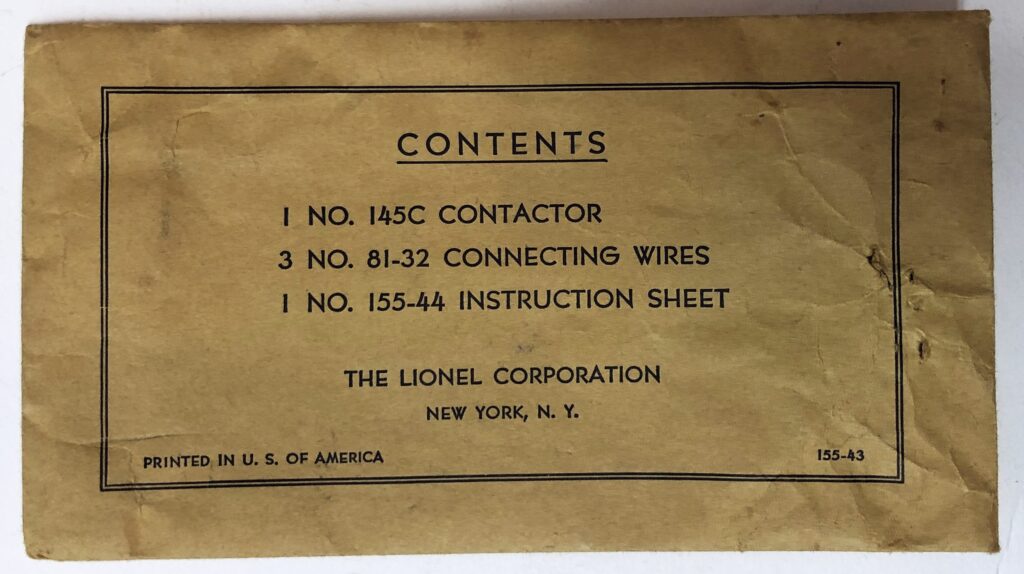 CONTENTS
1 NO. 145C CONTACTOR
3 NO. 81-32 CONNECTING WIRES
1 NO. 155-44 INSTRUCTION SHEET
THE LIONEL CORPORATION
NEW YORK, N. Y.
PRINTED IN U. S. OF AMERICA
155-43